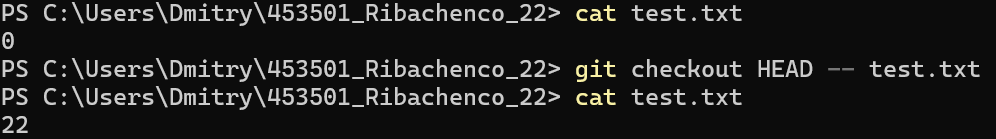 PS C:\Users\Dmitry\453501_Ribachenco_22> cat test.txt
0
PS C:\Users\Dmitry\453501_Ribachenco_22> git checkout HEAD -- test.txt
PS C:\Users\Dmitry\453501_Ribachenco_22> cat test.txt
22